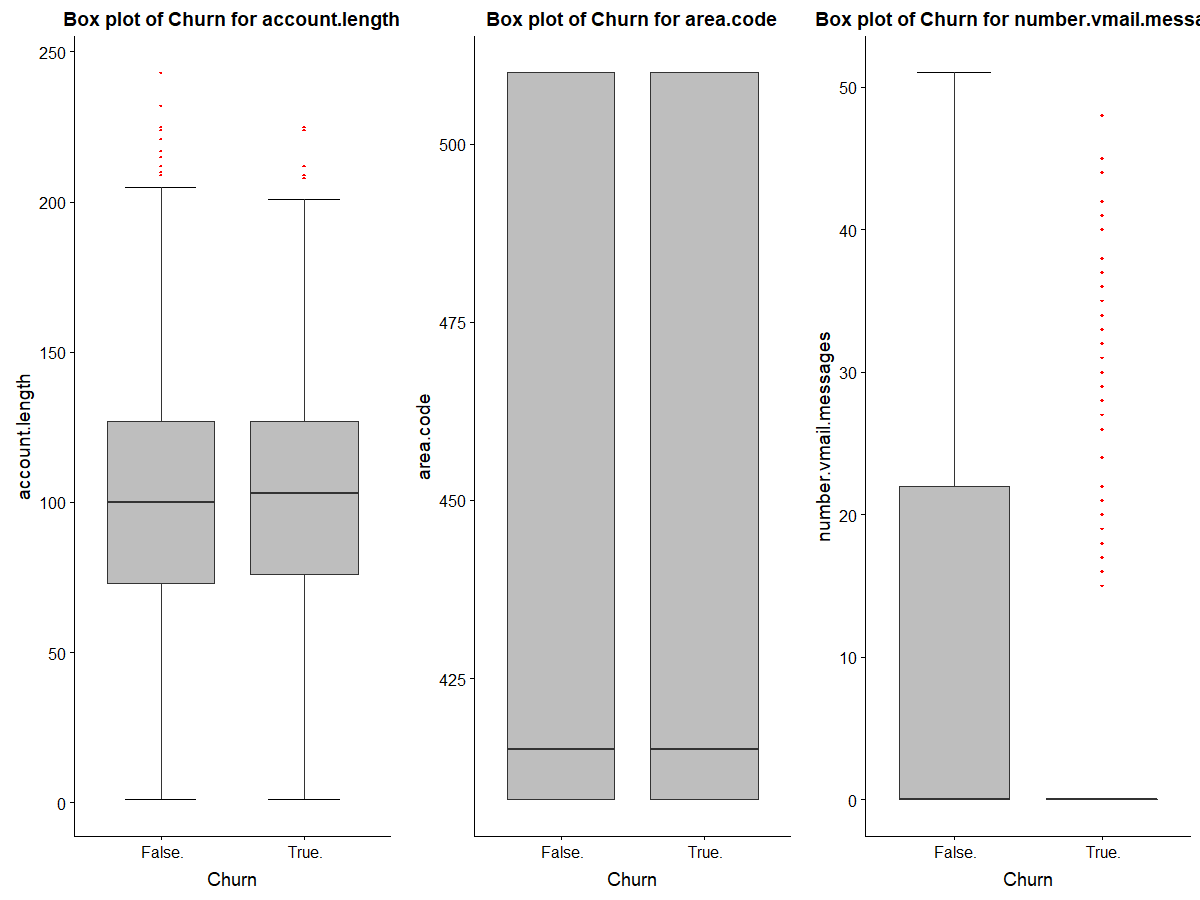 Box plot of Churn for account.length
account.length
250
200
150
100
50
0
False.
True.
Churn
Box plot of Churn for area.code
area.code
500
475
450
425
False.
True.
Churn
Box plot of Churn for number.vmail.messa
number.vmail.messages
50
40
30
20
10
0
False.
True.
Churn